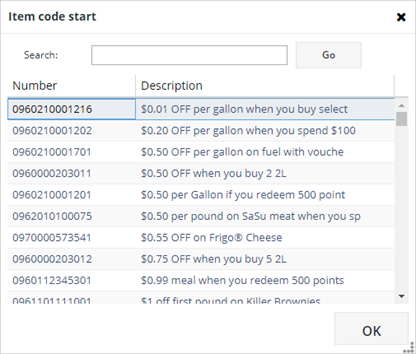 Item code start
Search:
Go
Number Description
0960210001216 $0.01 OFF per gallon when you buy select
0960210001202 $0.20 OFF per gallon when you spend $100
0960210001701 $0.50 OFF per gallon on fuel with vouche
0960000203011 $0.50 OFF when you buy 2 2L
0960210001201 $0.50 per Gallon if you redeem 500 point
0962010100075 $0.50 per pound on SaSu meat when you sp
0970000573541 $0.55 OFF on Frigo® Cheese
0960000203012 $0.75 OFF when you buy 5 2L
0960112345301 $0.99 meal when you redeem 500 points
0961101111001 $1 off first pound on Killer Brownies
OK